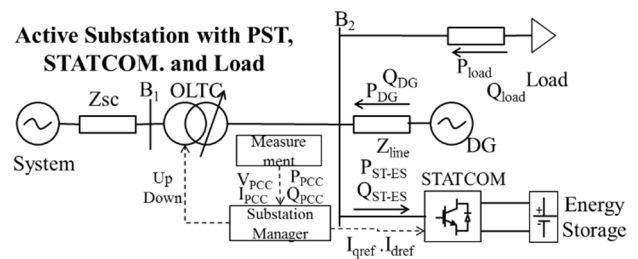 Active Substation with PST,
STATCOM. and Load
B2
Pload
Qload
Load
QDG
PDG
Zline
DG
B1
OLTC
Zsc
System
Measure
ment
Up
Down
VPCC
IPCC
PPCC
QPCC
Substation
Manager
PST-ES
QST-ES
STATCOM
Iqref .Idref
Energy
Storage
+
-